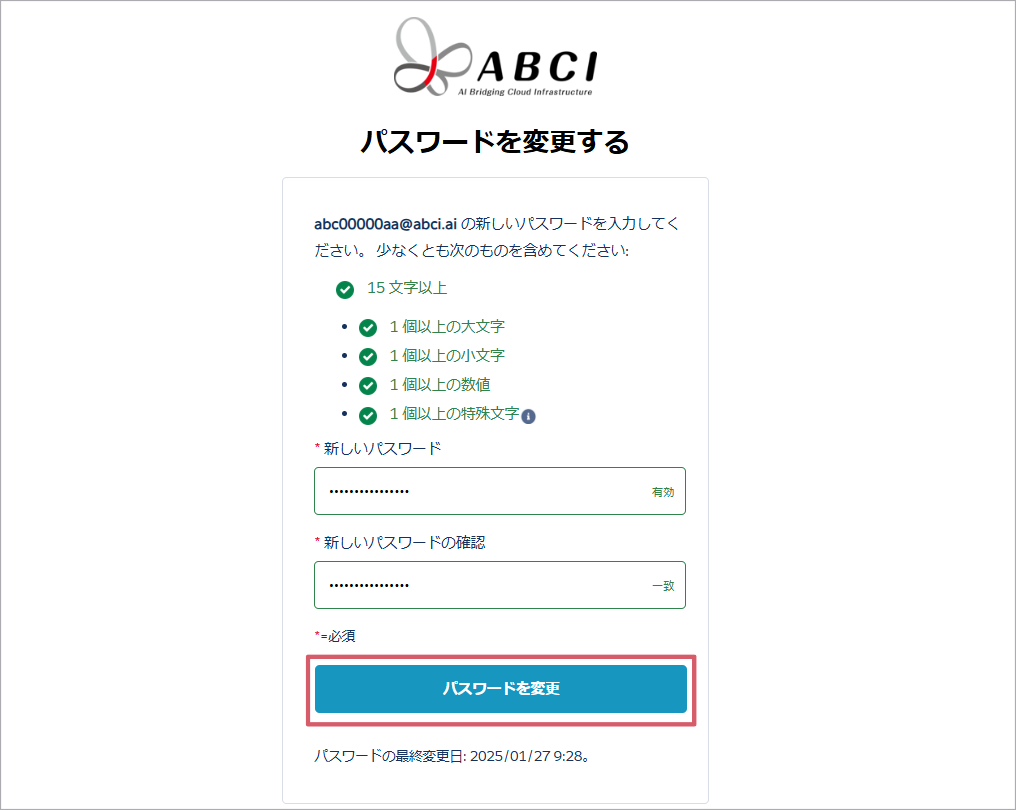 ABCI
AI Bridging Cloud Infrastructure
パスワードを変更する
abc00000aa@abci.ai の新しいパスワードを入力してく
ださい。 少なくとも次のものを含めてください:
15 文字以上
• 1 個以上の大文字
• 1 個以上の小文字
• 1 個以上の数値
• 1 個以上の特殊文字
* 新しいパスワード
•••••••••••••••• 有効
* 新しいパスワードの確認
•••••••••••••••• 一致
*=必須
パスワードを変更
パスワードの最終変更日: 2025/01/27 9:28。